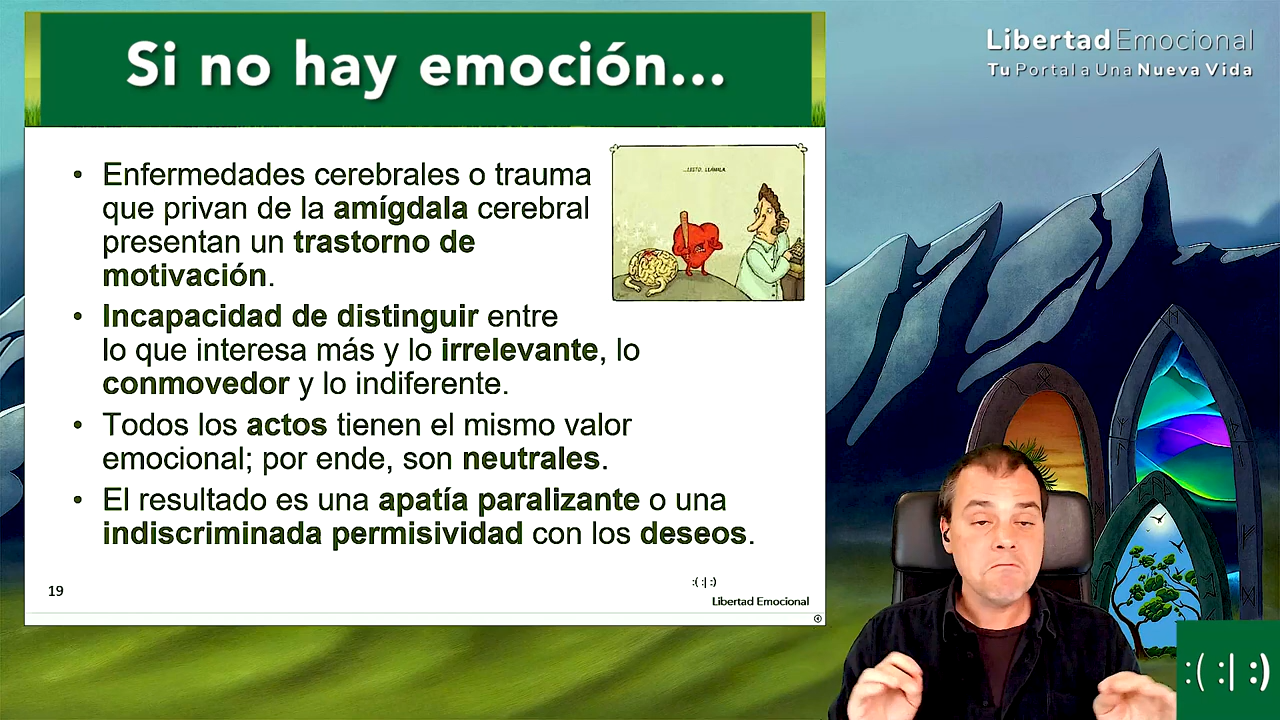 Si no hay emoción...
LibertadEmocional
Tu Portal a Una Nueva Vida
...LISTO, LLÁMALA.
• Enfermedades cerebrales o trauma
que privan de la amígdala cerebral
presentan un trastorno de
motivación.
• Incapacidad de distinguir entre
lo que interesa más y lo irrelevante, lo
conmovedor y lo indiferente.
• Todos los actos tienen el mismo valor
emocional; por ende, son neutrales.
• El resultado es una apatía paralizante o una
indiscriminada permisividad con los deseos.
19
:( :| :)
Libertad Emocional
:( :| :)